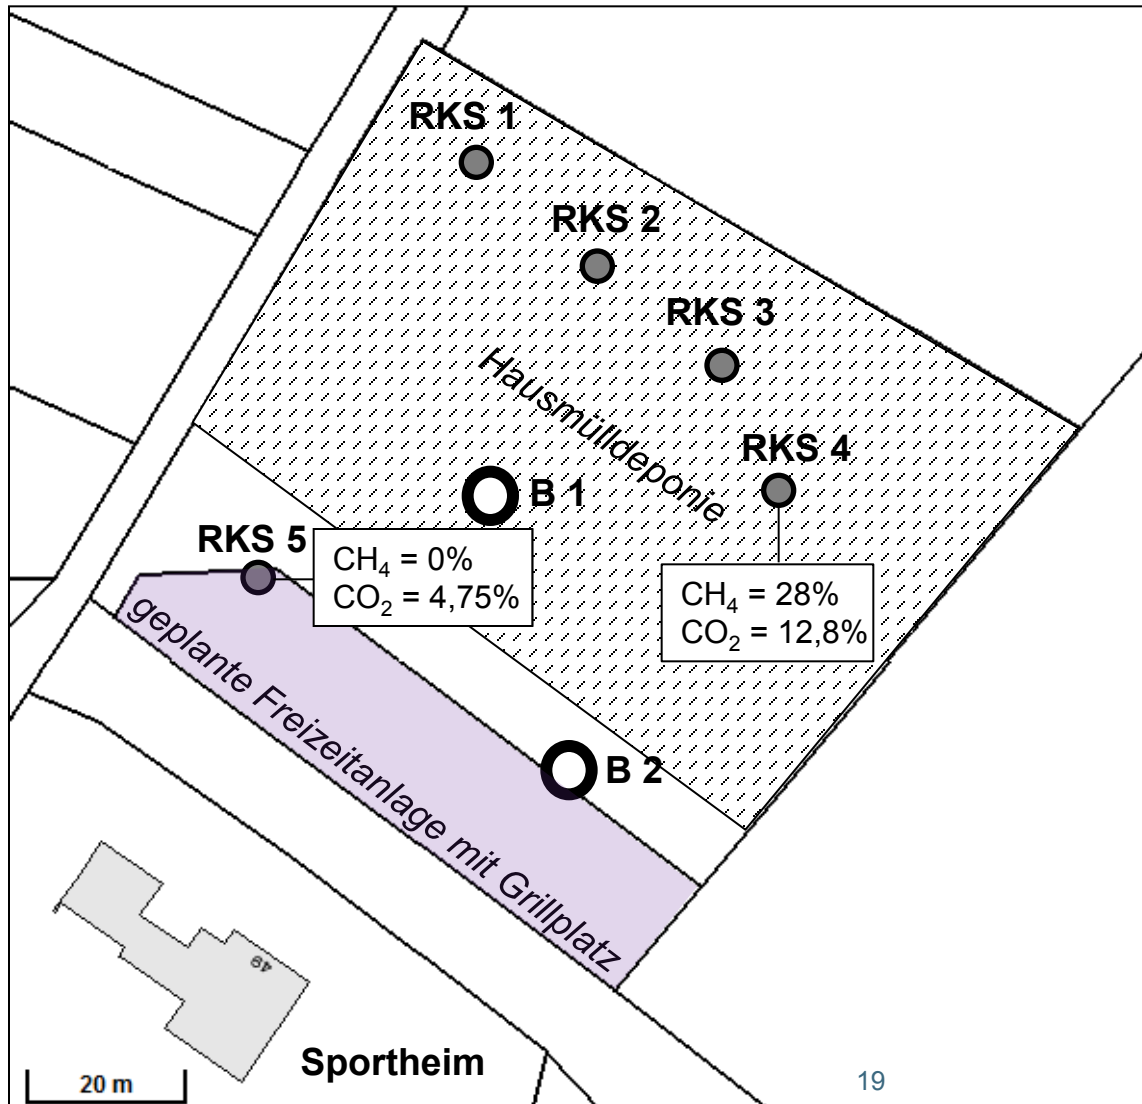 RKS 1
RKS 2
RKS 3
Hausmülldeponie
RKS 4
B 1
RKS 5
CH₄ = 0%
CO₂ = 4,75%
CH₄ = 28%
CO₂ = 12,8%
geplante Freizeitanlage mit Grillplatz
B 2
49
Sportheim
20 m
19